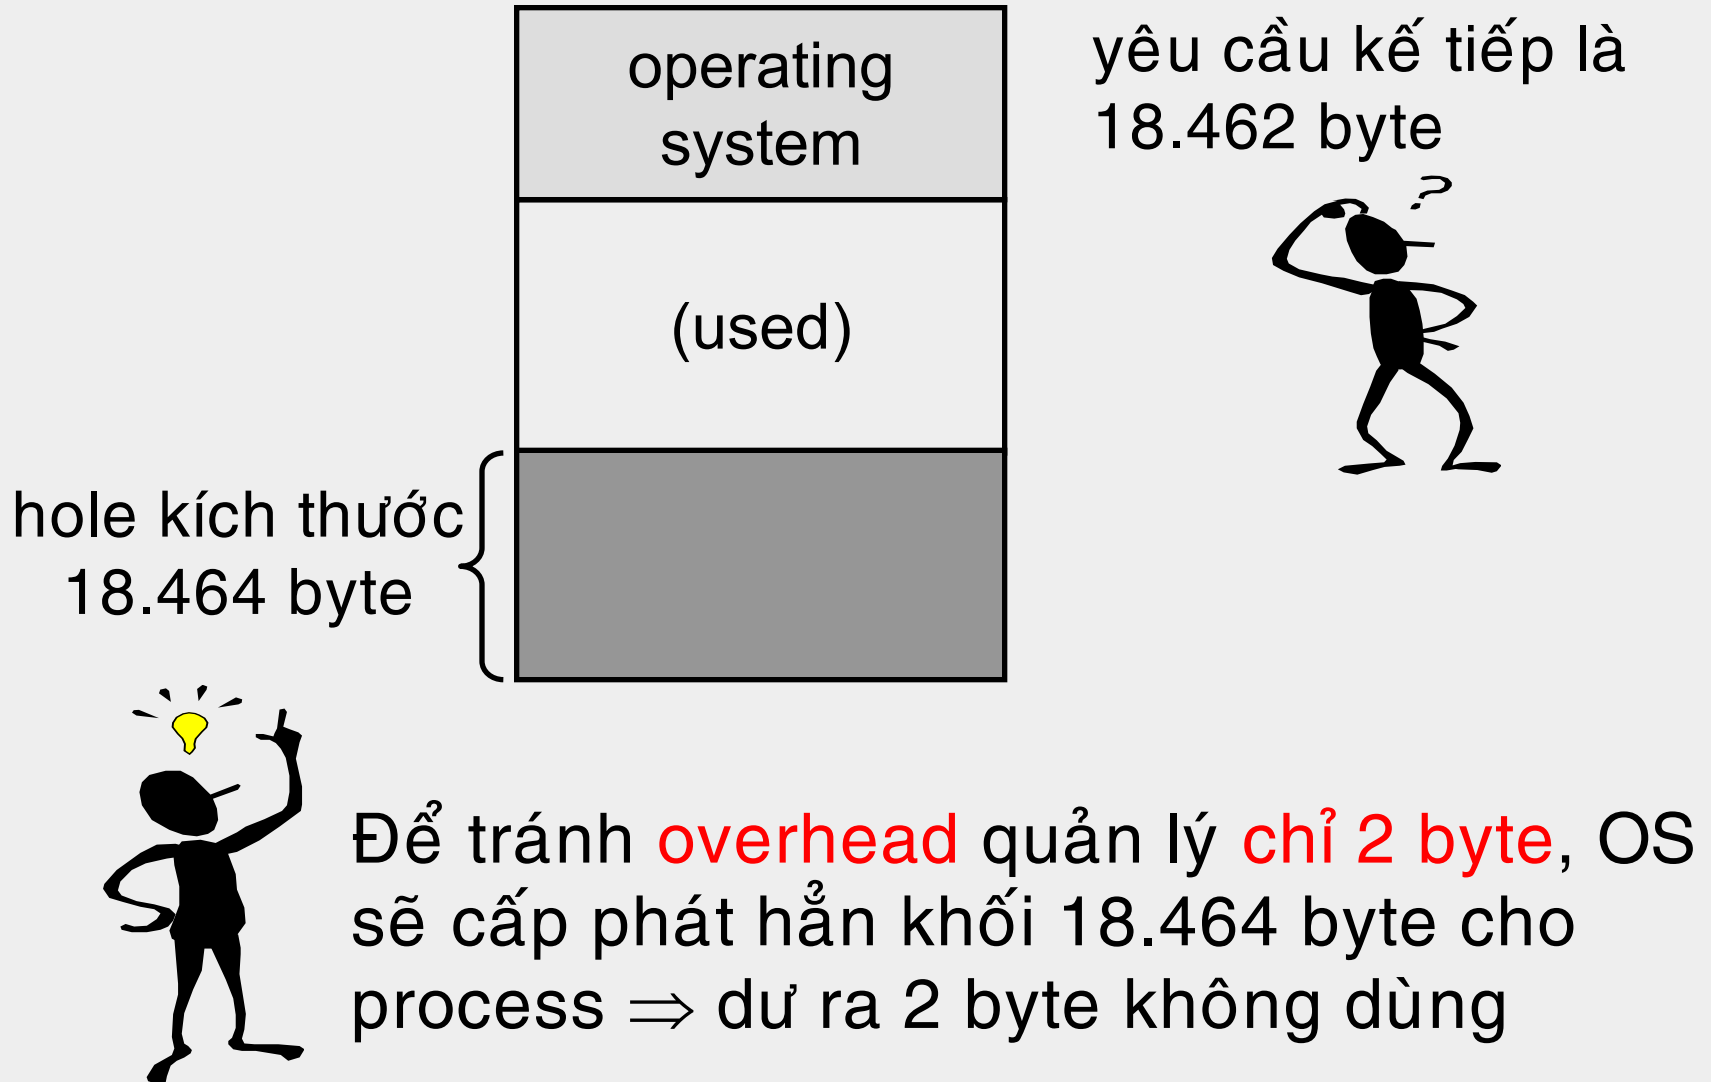 operating
system
yêu cầu kế tiếp là
18.462 byte
?
(used)
hole kích thước
18.464 byte
Để tránh overhead quản lý chỉ 2 byte, OS
sẽ cấp phát hẳn khối 18.464 byte cho
process ⇒ dư ra 2 byte không dùng